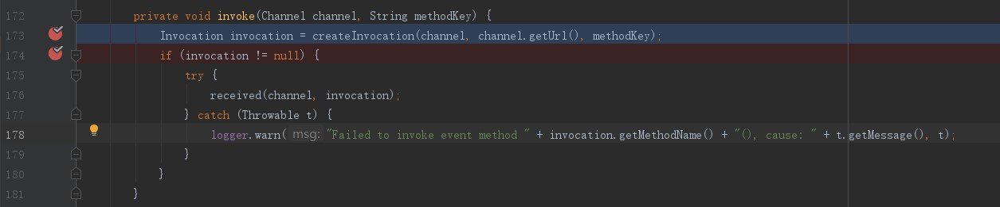 172 private void invoke(Channel channel, String methodKey) {
173 Invocation invocation = createInvocation(channel, channel.getUrl(), methodKey);
174 if (invocation != null) {
175 try {
176 received(channel, invocation);
177 } catch (Throwable t) {
178 logger.warn( msg: "Failed to invoke event method " + invocation.getMethodName() + "(), cause: " + t.getMessage(), t);
179 }
180 }
181 }